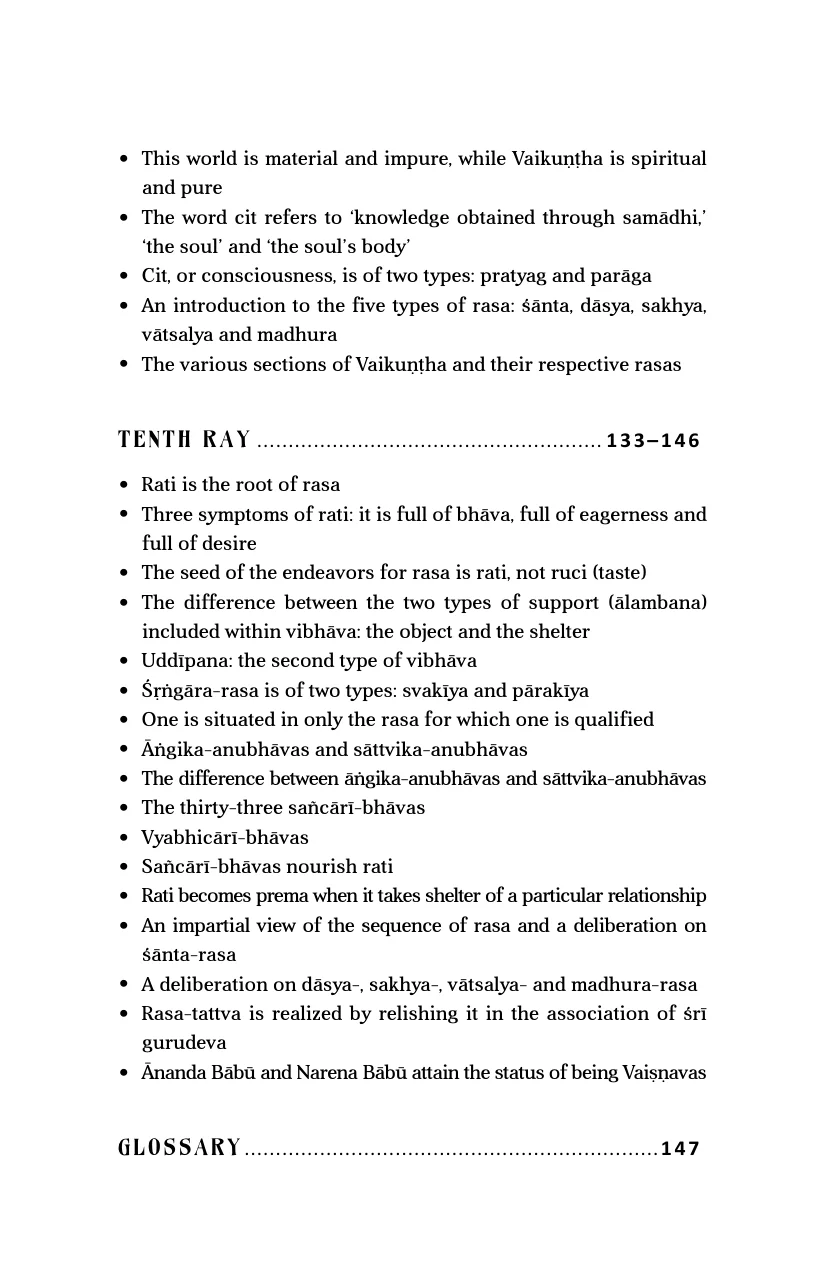 • This world is material and impure, while Vaikuṇṭha is spiritual
and pure
• The word cit refers to ‘knowledge obtained through samādhi,’
‘the soul’ and ‘the soul’s body’
• Cit, or consciousness, is of two types: pratyag and parāga
• An introduction to the five types of rasa: śānta, dāsya, sakhya,
vātsalya and madhura
• The various sections of Vaikuṇṭha and their respective rasas
TENTH RAY ....................................................... 133–146
• Rati is the root of rasa
• Three symptoms of rati: it is full of bhāva, full of eagerness and
full of desire
• The seed of the endeavors for rasa is rati, not ruci (taste)
• The difference between the two types of support (ālambana)
included within vibhāva: the object and the shelter
• Uddīpana: the second type of vibhāva
• Śṛṅgāra-rasa is of two types: svakīya and pārakīya
• One is situated in only the rasa for which one is qualified
• Āṅgika-anubhāvas and sāttvika-anubhāvas
• The difference between āṅgika-anubhāvas and sāttvika-anubhāvas
• The thirty-three sañcārī-bhāvas
• Vyabhicārī-bhāvas
• Sañcārī-bhāvas nourish rati
• Rati becomes prema when it takes shelter of a particular relationship
• An impartial view of the sequence of rasa and a deliberation on
śānta-rasa
• A deliberation on dāsya-, sakhya-, vātsalya- and madhura-rasa
• Rasa-tattva is realized by relishing it in the association of śrī
gurudeva
• Ānanda Bābū and Narena Bābū attain the status of being Vaiṣṇavas
GLOSSARY .................................................................. 147